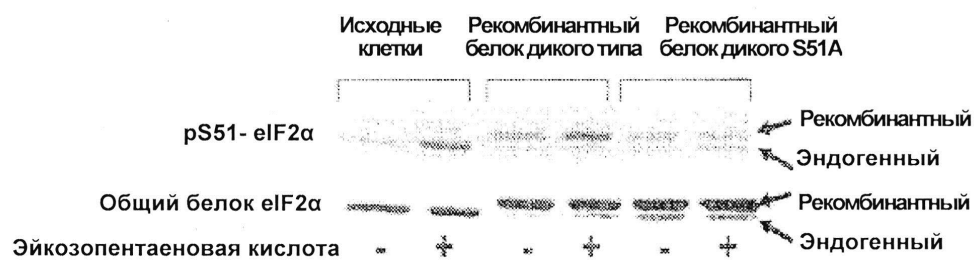 Исходные клетки
Рекомбинантный белок дикого типа
Рекомбинантный белок дикого S51A
pS51- eIF2α
Рекомбинантный
Эндогенный
Общий белок eIF2α
Рекомбинантный
Эндогенный
Эйкозопентаеновая кислота - + - + - +